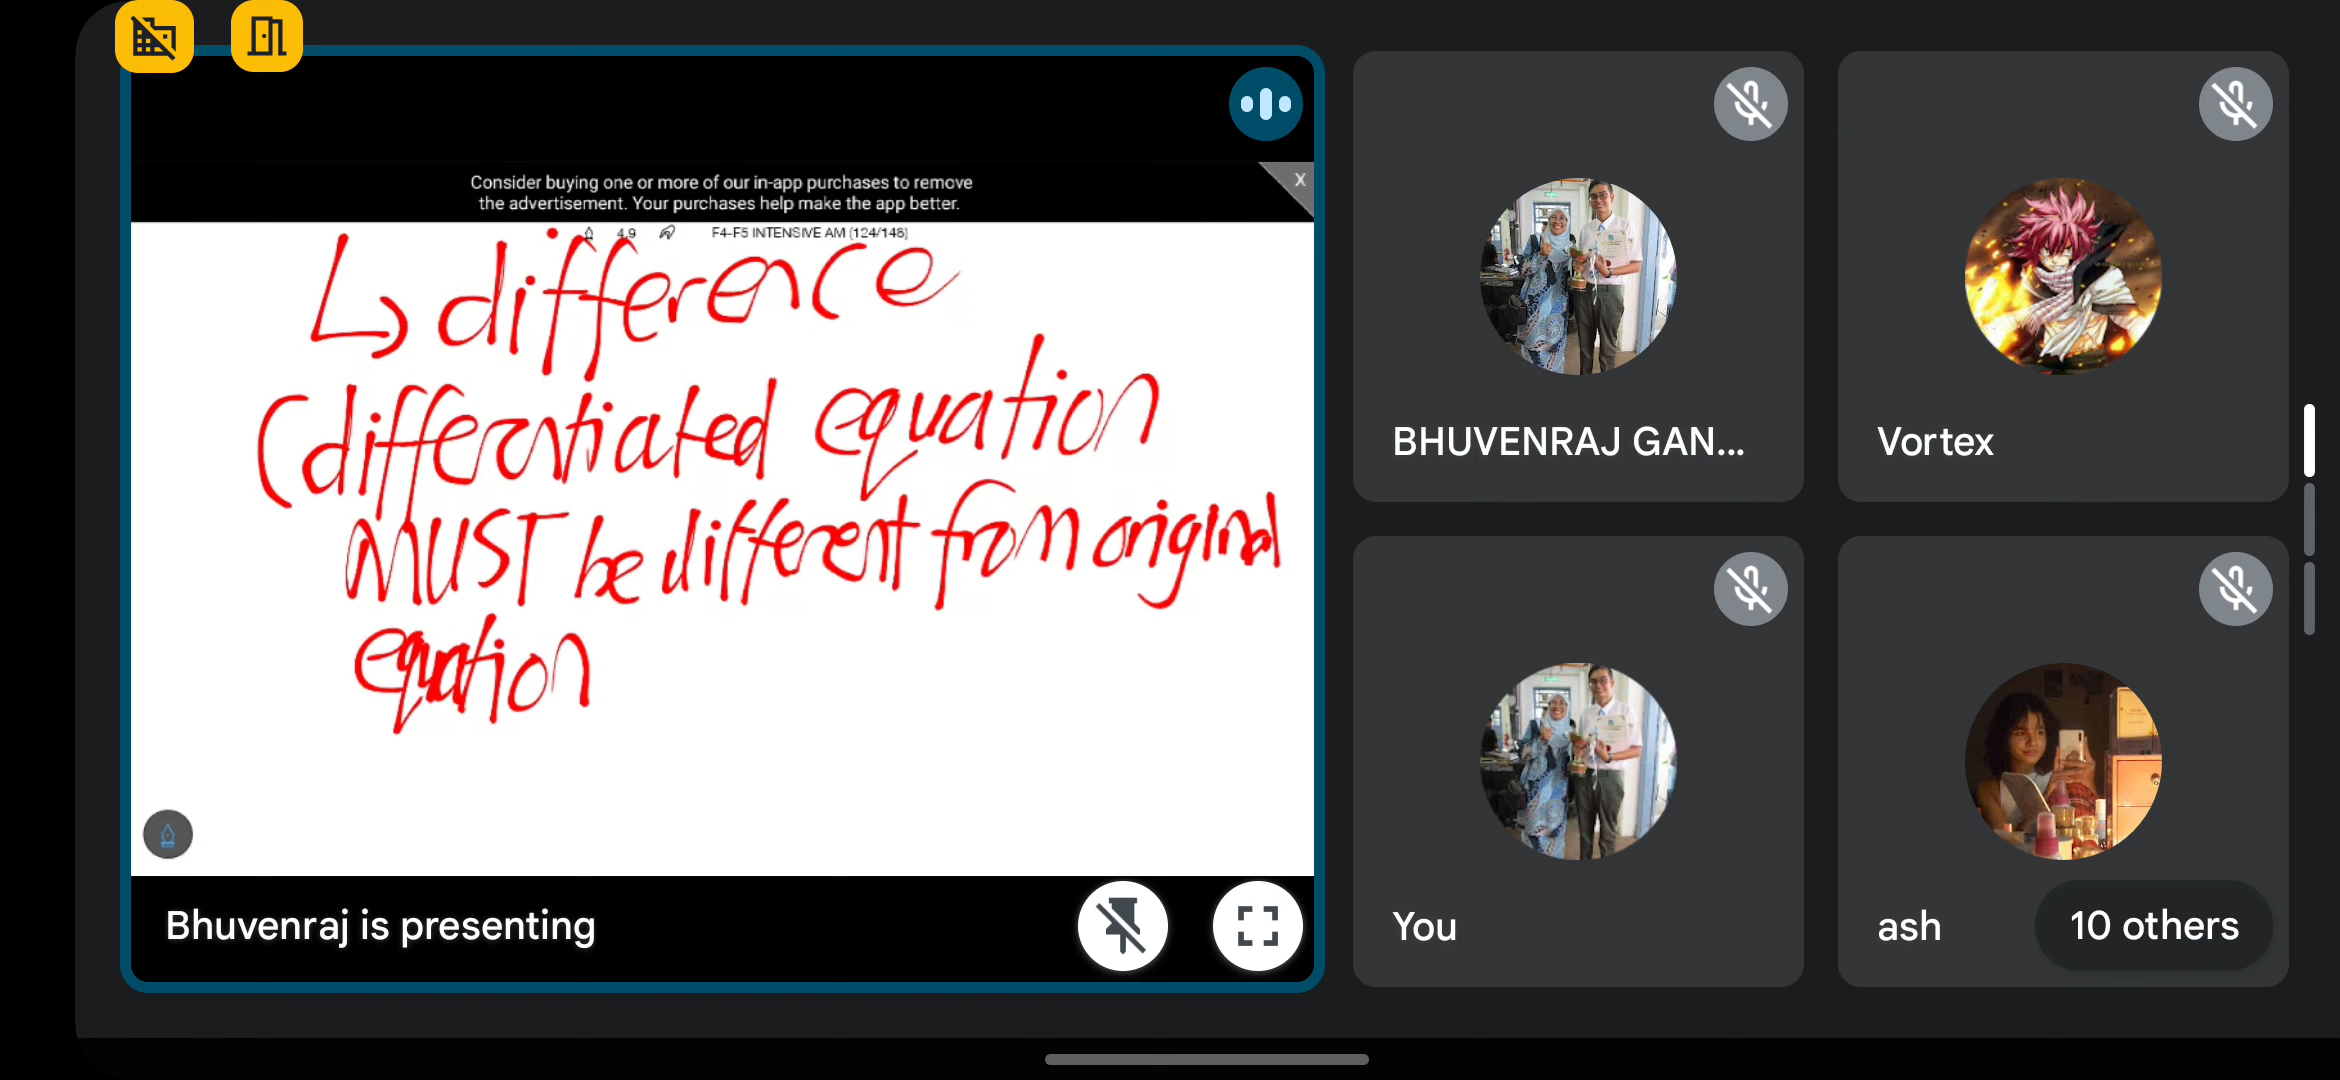 Consider buying one or more of our in-app purchases to remove
the advertisement. Your purchases help make the app better.
X
4.9 F4-F5 INTENSIVE AM (124/148)
↳ difference
(differentiated equation
MUST be different from original
equation
Bhuvenraj is presenting
BHUVENRAJ GAN...
Vortex
You
ash
10 others